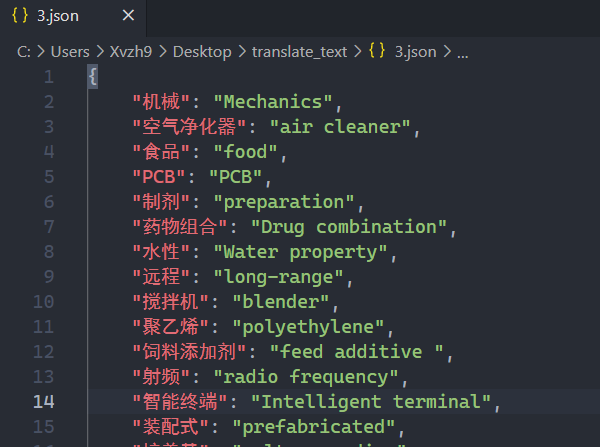 {} 3.json ×
C: > Users > Xvzh9 > Desktop > translate_text > {} 3.json > ...
1 {
2 "机械": "Mechanics",
3 "空气净化器": "air cleaner",
4 "食品": "food",
5 "PCB": "PCB",
6 "制剂": "preparation",
7 "药物组合": "Drug combination",
8 "水性": "Water property",
9 "远程": "long-range",
10 "搅拌机": "blender",
11 "聚乙烯": "polyethylene",
12 "饲料添加剂": "feed additive ",
13 "射频": "radio frequency",
14 "智能终端": "Intelligent terminal",
15 "装配式": "prefabricated",